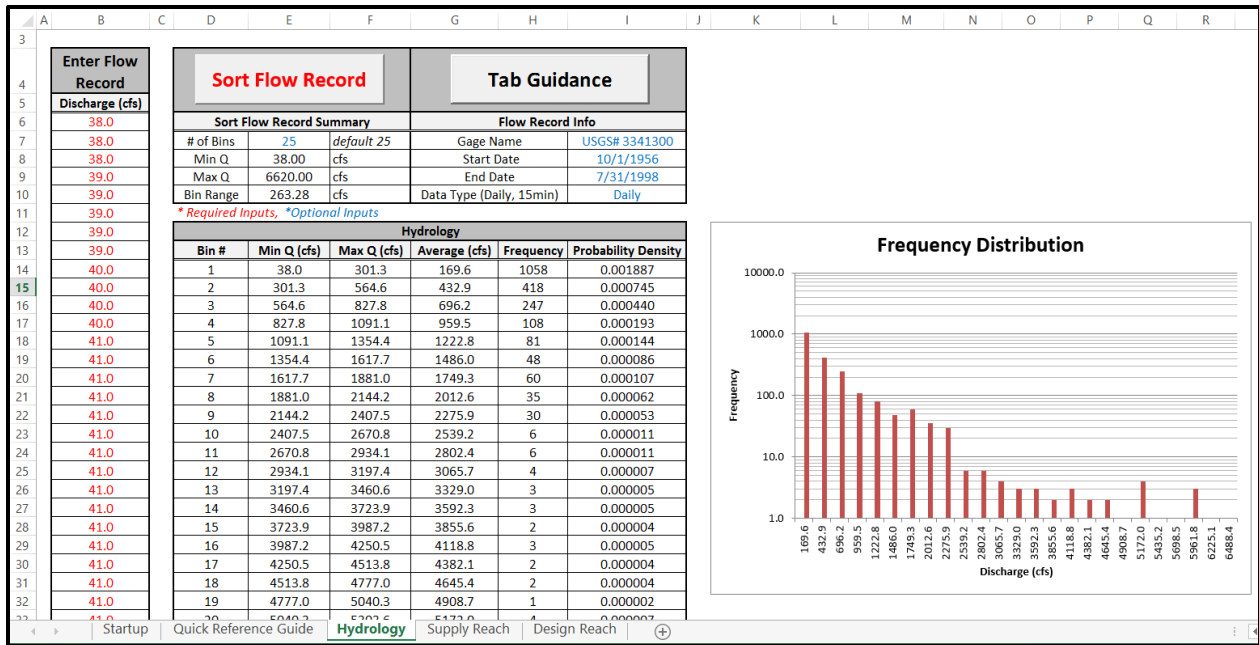 A B C D E F G H I J K L M N O P Q R
3
4 Enter Flow Record Sort Flow Record Tab Guidance
5 Discharge (cfs)
6 38.0 Sort Flow Record Summary Flow Record Info
7 38.0 # of Bins 25 default 25 Gage Name USGS# 3341300
8 38.0 Min Q 38.00 cfs Start Date 10/1/1956
9 39.0 Max Q 6620.00 cfs End Date 7/31/1998
10 39.0 Bin Range 263.28 cfs Data Type (Daily, 15min) Daily
11 39.0 * Required Inputs, *Optional Inputs
12 39.0 Hydrology
13 39.0 Bin # Min Q (cfs) Max Q (cfs) Average (cfs) Frequency Probability Density
14 40.0 1 38.0 301.3 169.6 1058 0.001887
15 40.0 2 301.3 564.6 432.9 418 0.000745
16 40.0 3 564.6 827.8 696.2 247 0.000440
17 40.0 4 827.8 1091.1 959.5 108 0.000193
18 41.0 5 1091.1 1354.4 1222.8 81 0.000144
19 41.0 6 1354.4 1617.7 1486.0 48 0.000086
20 41.0 7 1617.7 1881.0 1749.3 60 0.000107
21 41.0 8 1881.0 2144.2 2012.6 35 0.000062
22 41.0 9 2144.2 2407.5 2275.9 30 0.000053
23 41.0 10 2407.5 2670.8 2539.2 6 0.000011
24 41.0 11 2670.8 2934.1 2802.4 6 0.000011
25 41.0 12 2934.1 3197.4 3065.7 4 0.000007
26 41.0 13 3197.4 3460.6 3329.0 3 0.000005
27 41.0 14 3460.6 3723.9 3592.3 3 0.000005
28 41.0 15 3723.9 3987.2 3855.6 2 0.000004
29 41.0 16 3987.2 4250.5 4118.8 3 0.000005
30 41.0 17 4250.5 4513.8 4382.1 2 0.000004
31 41.0 18 4513.8 4777.0 4645.4 2 0.000004
32 41.0 19 4777.0 5040.3 4908.7 1 0.000002
Frequency Distribution
10000.0
1000.0
100.0
10.0
1.0
Frequency
169.6 432.9 696.2 959.5 1222.8 1486.0 1749.3 2012.6 2275.9 2539.2 2802.4 3065.7 3329.0 3592.3 3855.6 4118.8 4382.1 4645.4 4908.7 5172.0 5435.2 5698.5 5961.8 6225.1 6488.4
Discharge (cfs)
Startup Quick Reference Guide Hydrology Supply Reach Design Reach